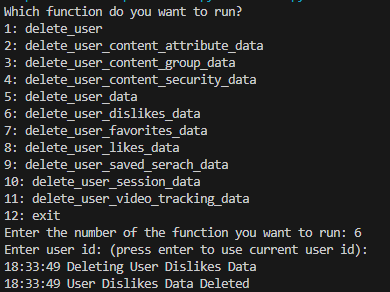 Which function do you want to run?
1: delete_user
2: delete_user_content_attribute_data
3: delete_user_content_group_data
4: delete_user_content_security_data
5: delete_user_data
6: delete_user_dislikes_data
7: delete_user_favorites_data
8: delete_user_likes_data
9: delete_user_saved_serach_data
10: delete_user_session_data
11: delete_user_video_tracking_data
12: exit
Enter the number of the function you want to run: 6
Enter user id: (press enter to use current user id):
18:33:49 Deleting User Dislikes Data
18:33:49 User Dislikes Data Deleted